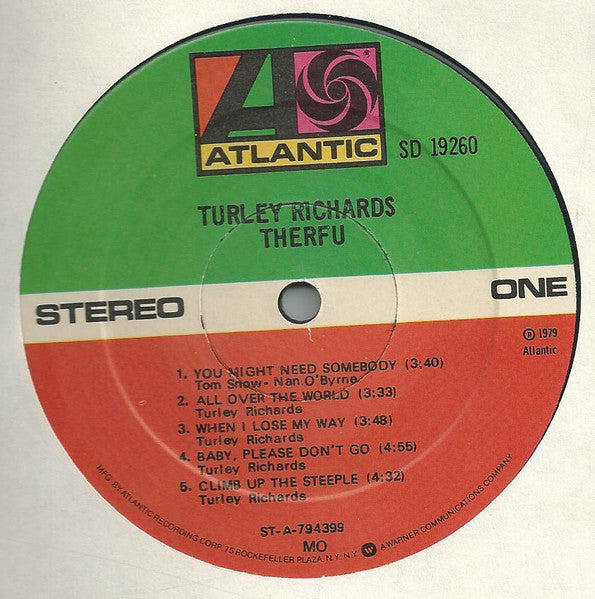 ATLANTIC
SD 19260
TURLEY RICHARDS
THERFU
STEREO
ONE
℗ 1979
Atlantic
1. YOU MIGHT NEED SOMEBODY (3:40)
Tom Snow - Nan O'Byrne
2. ALL OVER THE WORLD (3:33)
Turley Richards
3. WHEN I LOSE MY WAY (3:48)
Turley Richards
4. BABY, PLEASE DON'T GO (4:55)
Turley Richards
5. CLIMB UP THE STEEPLE (4:32)
Turley Richards
ST-A-794399
MO
MFG BY ATLANTIC RECORDING CORP. 75 ROCKEFELLER PLAZA, N.Y. N.Y. W A WARNER COMMUNICATIONS COMPANY